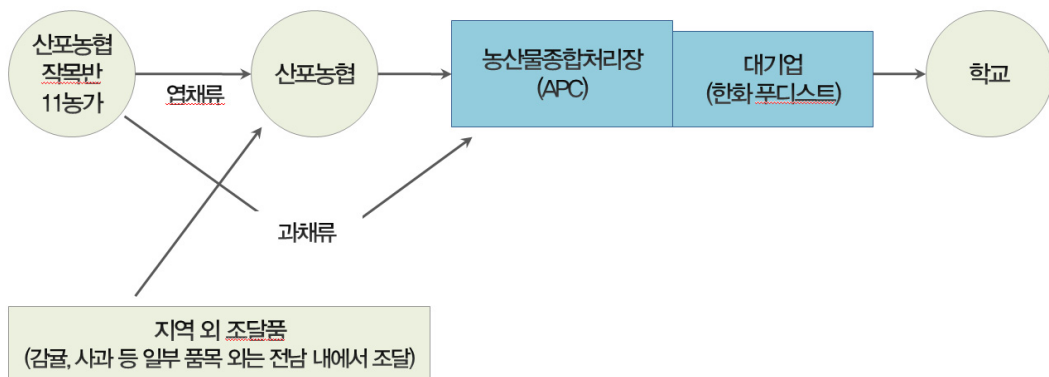 산포농협
작목반
11농가
엽채류
산포농협
농산물종합처리장
(APC)
대기업
(한화 푸디스트)
학교
과채류
지역 외 조달품
(감귤, 사과 등 일부 품목 외는 전남 내에서 조달)